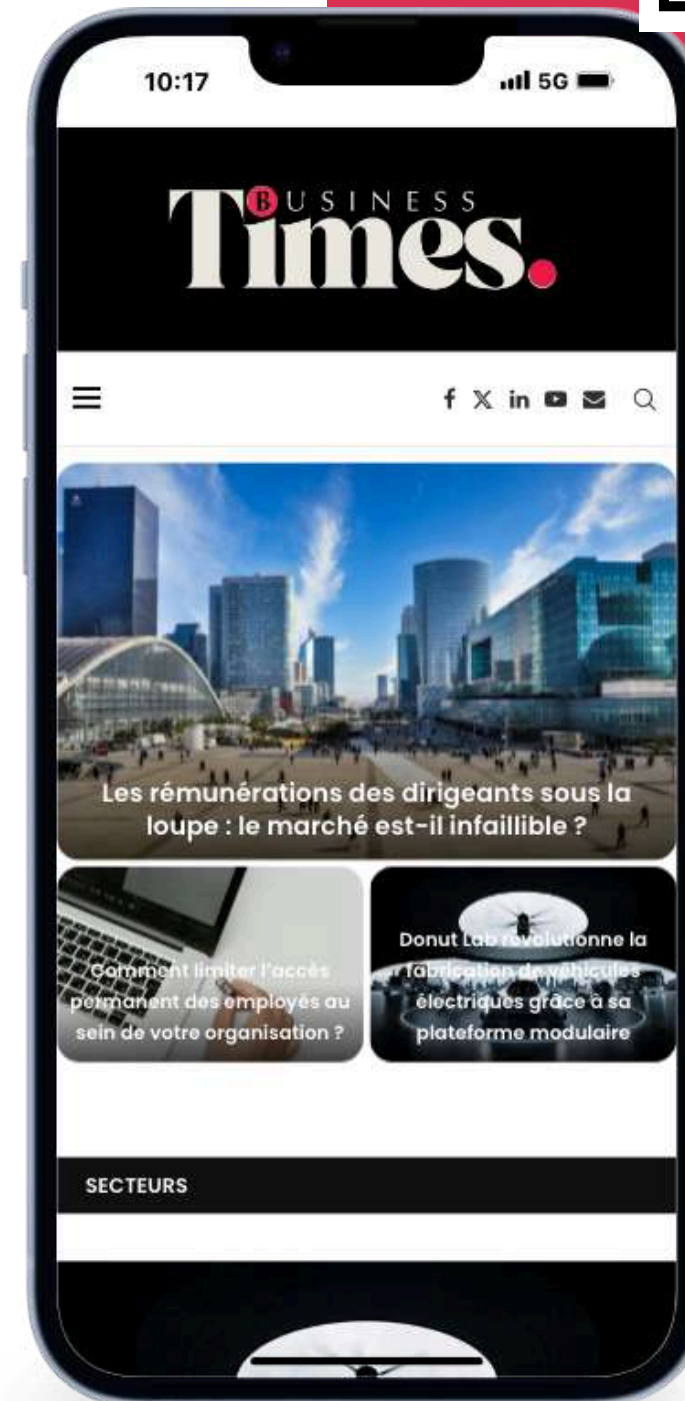 10:17
5G
BUSINESS
Times.
f X in
Les rémunérations des dirigeants sous la
loupe : le marché est-il infaillible ?
Comment limiter l'accès
permanent des employés au
sein de votre organisation ?
Donut Lab révolutionne la
fabrication de véhicules
électriques grâce à sa
plateforme modulaire
SECTEURS